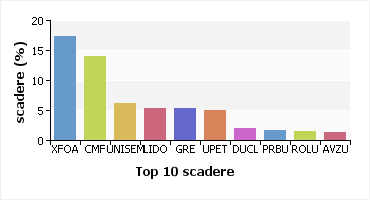 scadere (%)
20
15
10
5
0
XFOA CMF UNISEM LIDO GRE UPET DUCL PRBU ROLU AVZU
Top 10 scadere